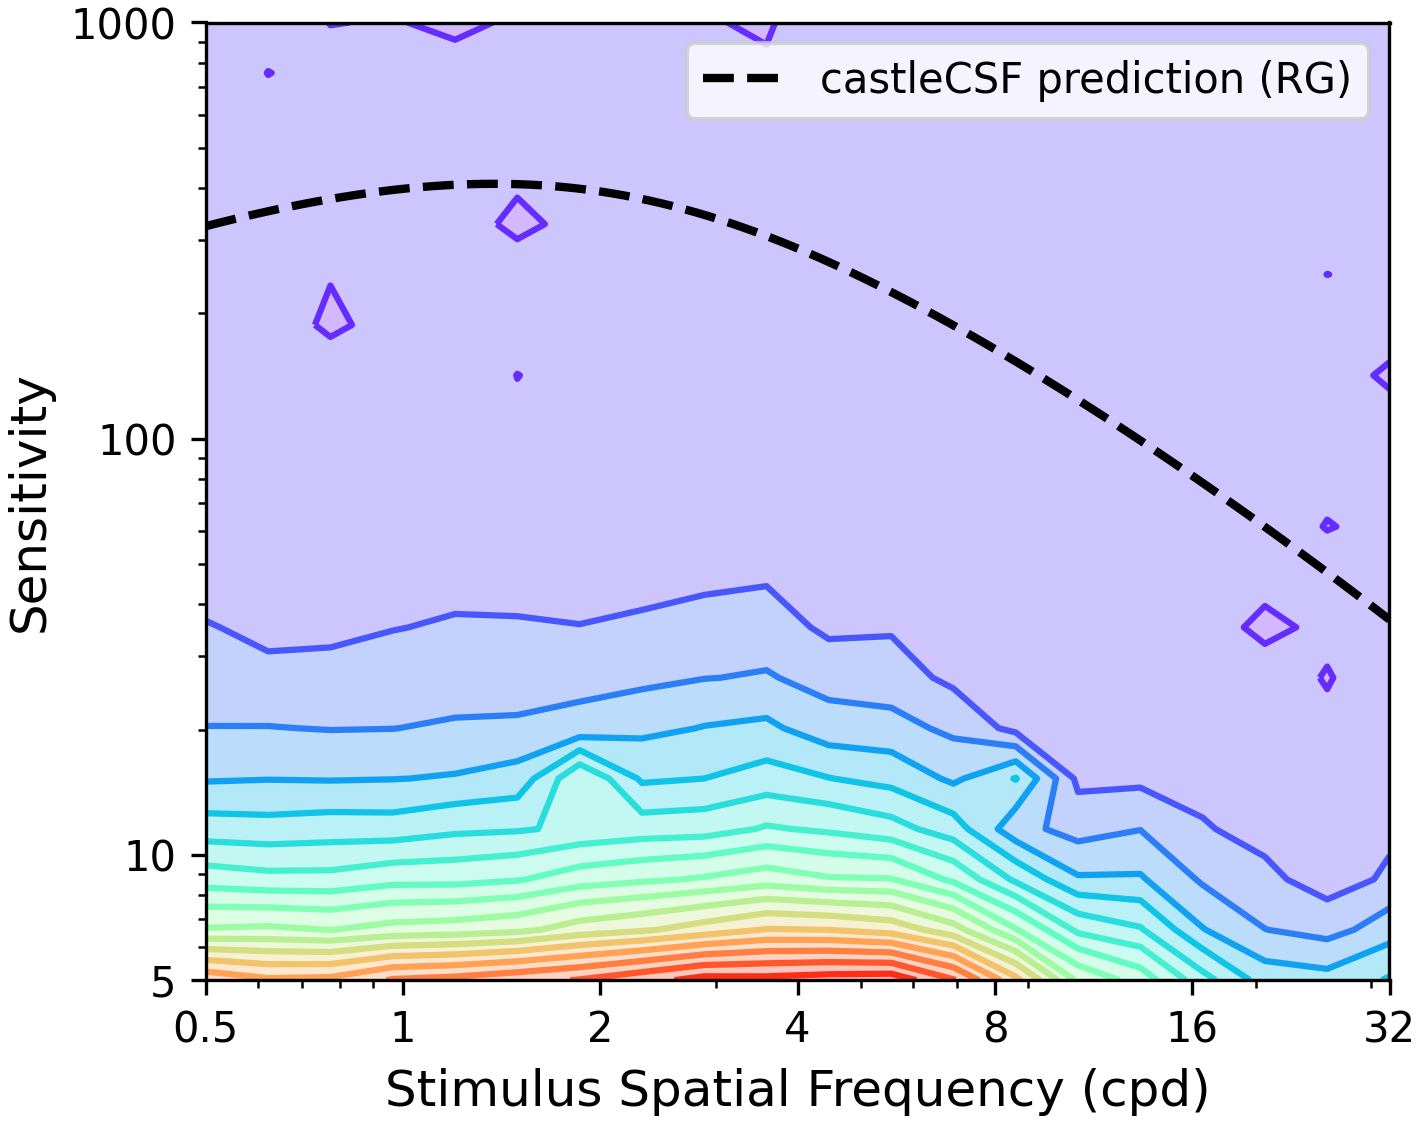 1000
castleCSF prediction (RG)
100
10
5
Sensitivity
0.5 1 2 4 8 16 32
Stimulus Spatial Frequency (cpd)